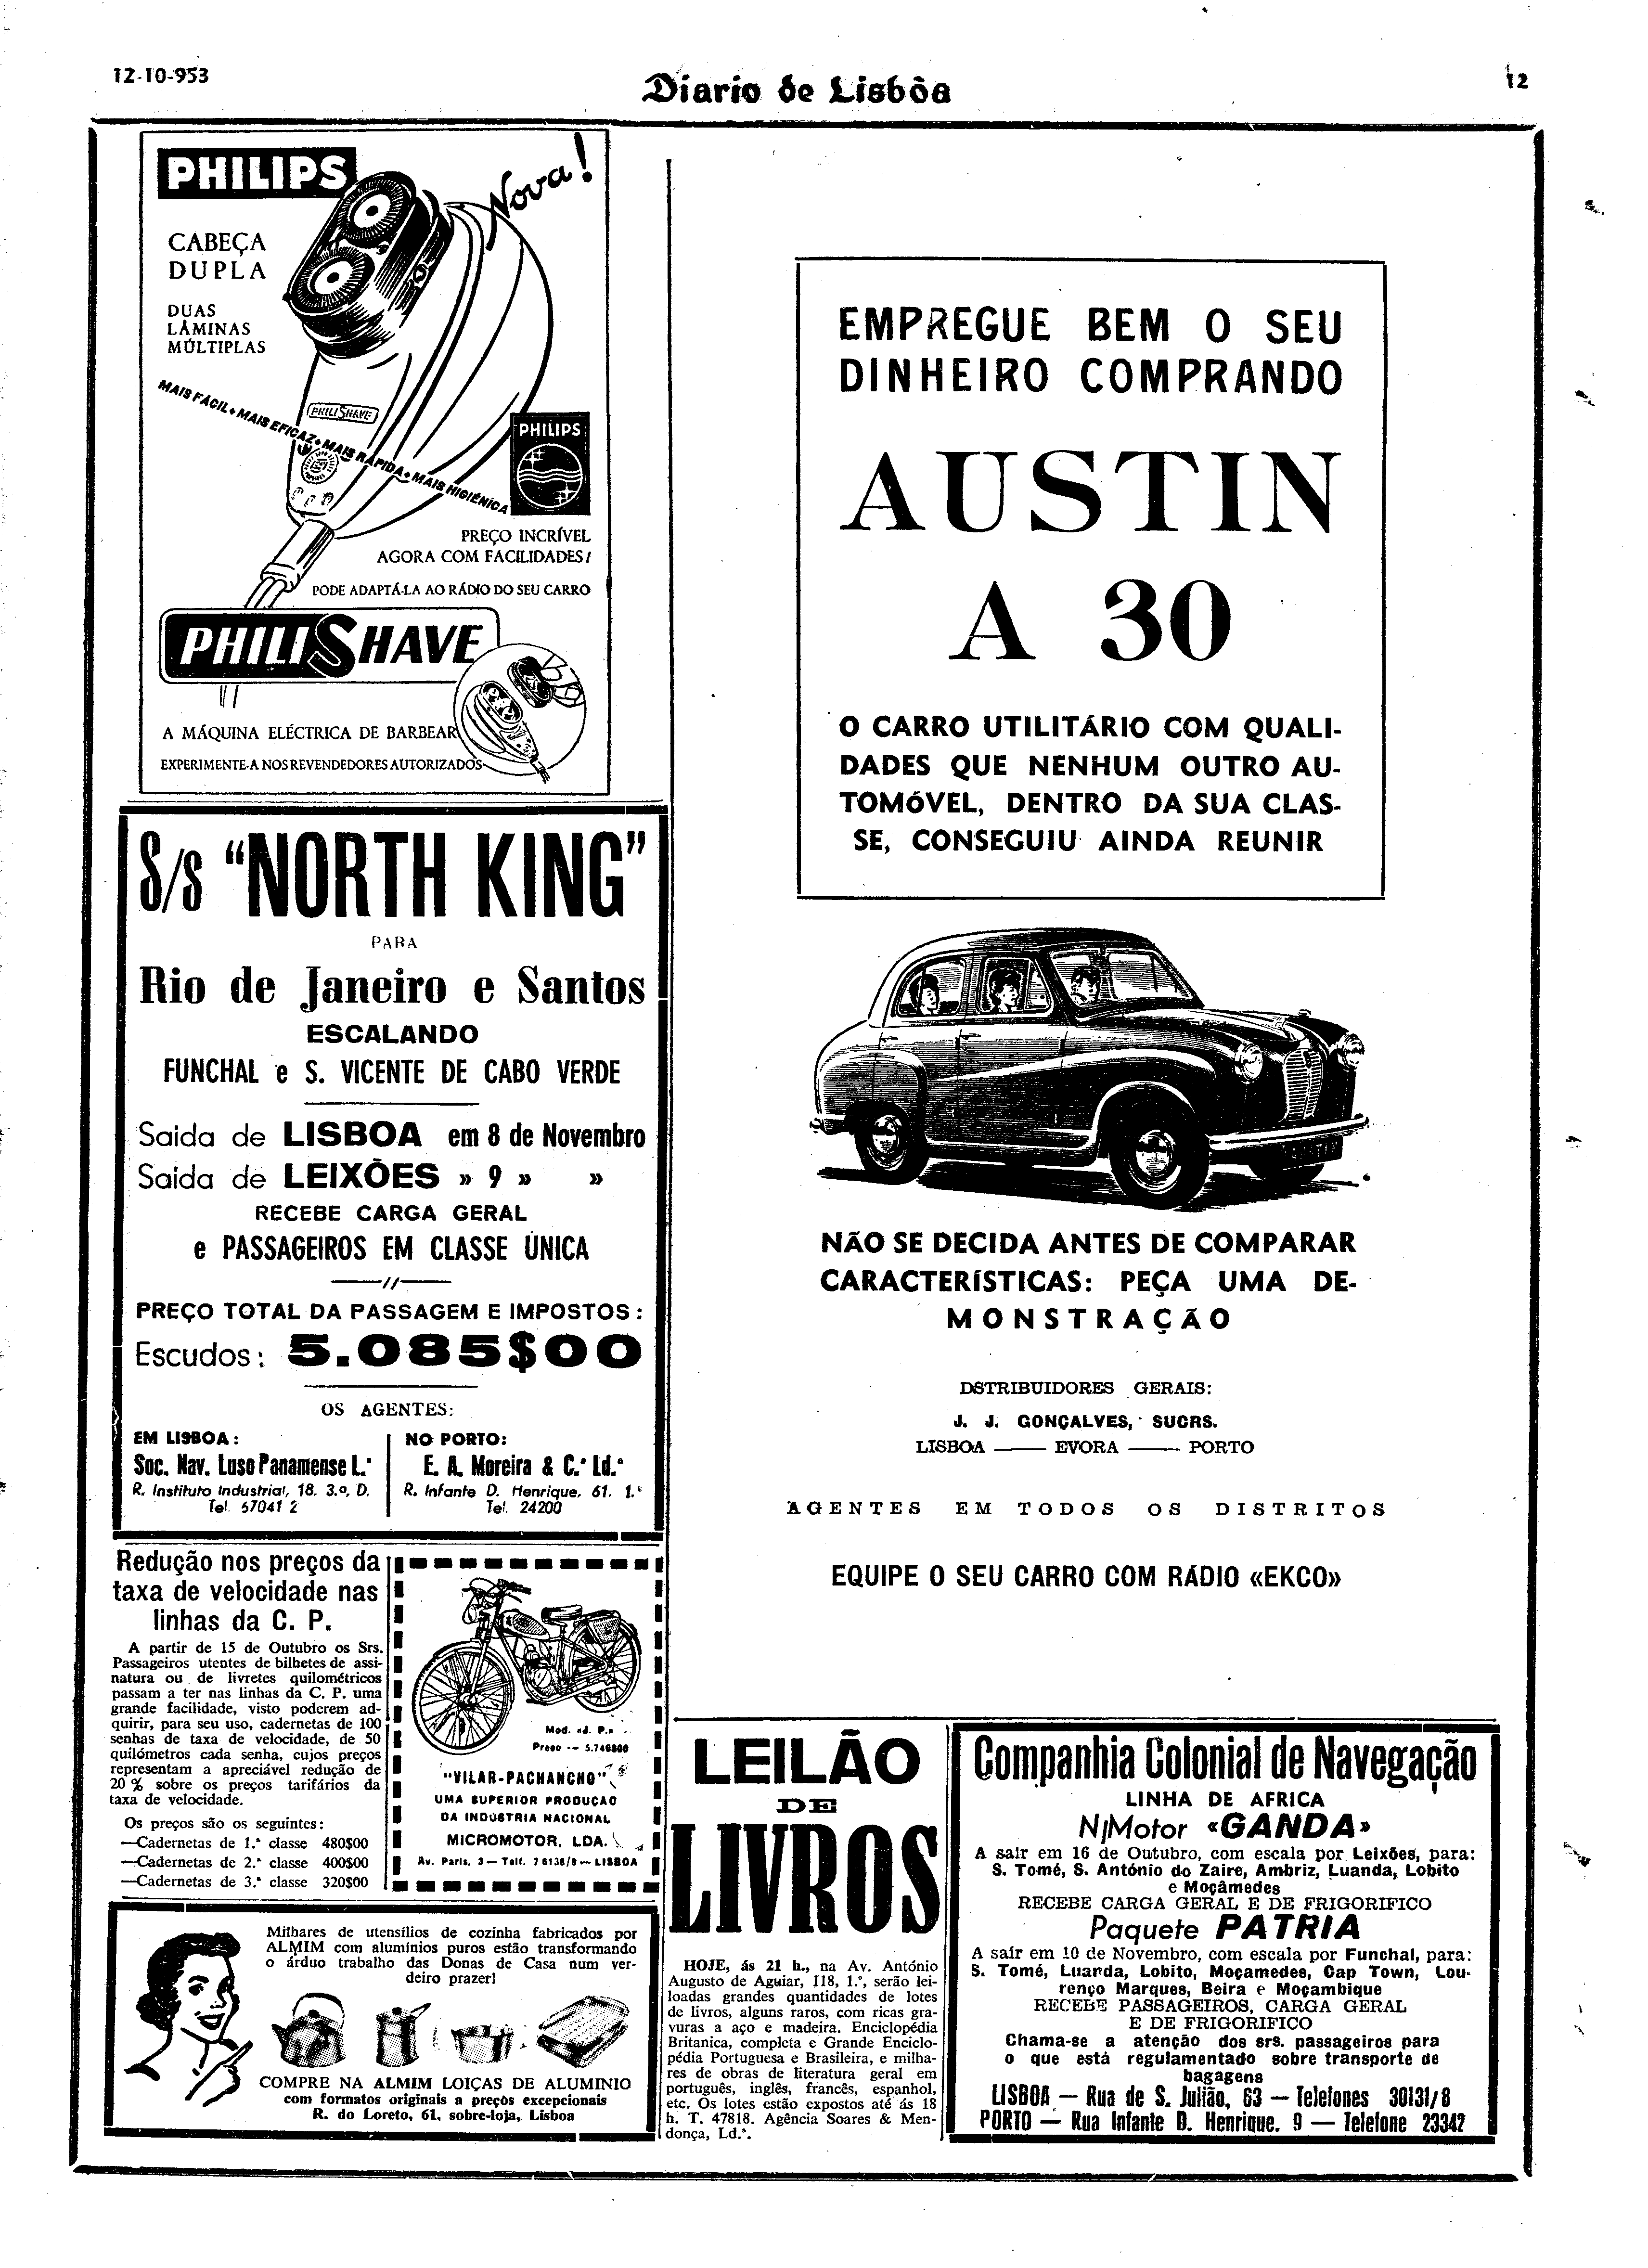 12-10-953
Diario de Lisbôa
12
PHILIPS
Nova!
CABEÇA
DUPLA
DUAS
LÂMINAS
MÚLTIPLAS
MAIS FÁCIL + MAIS EFICAZ + MAIS RÁPIDA + MAIS HIGIÉNICA
PHILISHAVE
PHILIPS
PREÇO INCRÍVEL
AGORA COM FACILIDADES!
PODE ADAPTÁ-LA AO RÁDIO DO SEU CARRO
PHILISHAVE
A MÁQUINA ELÉCTRICA DE BARBEAR
EXPERIMENTE-A NOS REVENDEDORES AUTORIZADOS
S/s "NORTH KING"
PARA
Rio de Janeiro e Santos
ESCALANDO
FUNCHAL e S. VICENTE DE CABO VERDE
Saida de LISBOA em 8 de Novembro
Saida de LEIXÕES » 9 » »
RECEBE CARGA GERAL
e PASSAGEIROS EM CLASSE ÚNICA
PREÇO TOTAL DA PASSAGEM E IMPOSTOS:
Escudos: 5.085$00
OS AGENTES:
EM LISBOA:
Soc. Nav. Luso Panamense L.ª
R. Instituto Industrial, 18, 3.º, D.
Tel. 67041 2
NO PORTO:
E. A. Moreira & C.ª Ld.ª
R. Infante D. Henrique, 61, 1.º
Tel. 24200
Redução nos preços da
taxa de velocidade nas
linhas da C. P.
A partir de 15 de Outubro os Srs.
Passageiros utentes de bilhetes de assi-
natura ou de livretes quilométricos
passam a ter nas linhas da C. P. uma
grande facilidade, visto poderem ad-
quirir, para seu uso, cadernetas de 100
senhas de taxa de velocidade, de 50
quilómetros cada senha, cujos preços
representam a apreciável redução de
20 % sobre os preços tarifários da
taxa de velocidade.
Os preços são os seguintes:
—Cadernetas de 1.ª classe 480$00
—Cadernetas de 2.ª classe 400$00
—Cadernetas de 3.ª classe 320$00
Mod. «J. P.»
Preço -- 5.740$00
"VILAR-PACHANCHO"
UMA SUPERIOR PRODUÇÃO
DA INDÚSTRIA NACIONAL
MICROMOTOR, LDA.
Av. Paris, 3 — Telf. 76138/9 — LISBOA
Milhares de utensílios de cozinha fabricados por
ALMIM com alumínios puros estão transformando
o árduo trabalho das Donas de Casa num ver-
deiro prazer!
COMPRE NA ALMIM LOIÇAS DE ALUMINIO
com formatos originais a preços excepcionais
R. do Loreto, 61, sobre-loja, Lisboa
EMPREGUE BEM O SEU
DINHEIRO COMPRANDO
AUSTIN
A 30
O CARRO UTILITÁRIO COM QUALI-
DADES QUE NENHUM OUTRO AU-
TOMÓVEL, DENTRO DA SUA CLAS-
SE, CONSEGUIU AINDA REUNIR
NÃO SE DECIDA ANTES DE COMPARAR
CARACTERÍSTICAS: PEÇA UMA DE-
MONSTRAÇÃO
DSTRIBUIDORES GERAIS:
J. J. GONÇALVES, SUCRS.
LISBOA —— EVORA —— PORTO
AGENTES EM TODOS OS DISTRITOS
EQUIPE O SEU CARRO COM RÁDIO «EKCO»
LEILÃO
DE
LIVROS
HOJE, ás 21 h., na Av. António
Augusto de Aguiar, 118, 1.º, serão lei-
loadas grandes quantidades de lotes
de livros, alguns raros, com ricas gra-
vuras a aço e madeira. Enciclopédia
Britanica, completa e Grande Enciclo-
pédia Portuguesa e Brasileira, e milha-
res de obras de literatura geral em
português, inglês, francês, espanhol,
etc. Os lotes estão expostos até ás 18
h. T. 47818. Agência Soares & Men-
donça, Ld.ª.
Companhia Colonial de Navegação
LINHA DE AFRICA
N/Motor «GANDA»
A sair em 16 de Outubro, com escala por Leixões, para:
S. Tomé, S. António do Zaire, Ambriz, Luanda, Lobito
e Moçâmedes
RECEBE CARGA GERAL E DE FRIGORIFICO
Paquete PATRIA
A sair em 10 de Novembro, com escala por Funchal, para:
S. Tomé, Luanda, Lobito, Moçamedes, Cap Town, Lou-
renço Marques, Beira e Moçambique
RECEBE PASSAGEIROS, CARGA GERAL
E DE FRIGORIFICO
Chama-se a atenção dos srs. passageiros para
o que está regulamentado sobre transporte de
bagagens
LISBOA — Rua de S. Julião, 63 — Telefones 30131/8
PORTO — Rua Infante D. Henrique, 9 — Telefone 23342